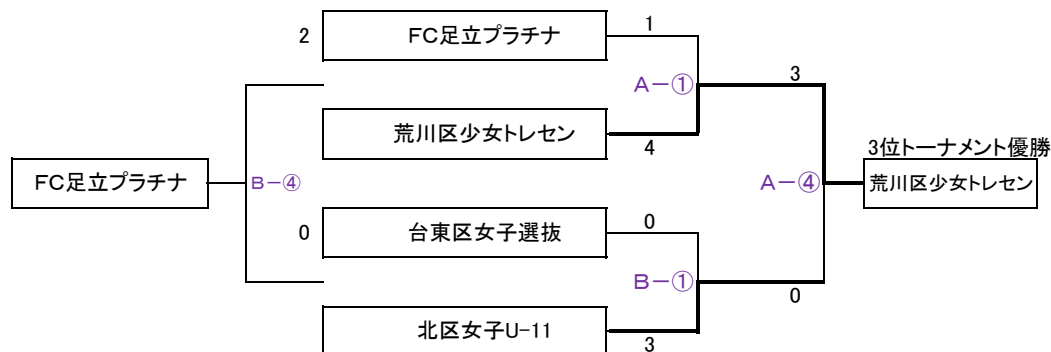 2 FC足立プラチナ 1
A-① 3
荒川区少女トレセン 4
3位トーナメント優勝
FC足立プラチナ B-④ A-④ 荒川区少女トレセン
0 台東区女子選抜 0
B-① 0
北区女子U-11 3